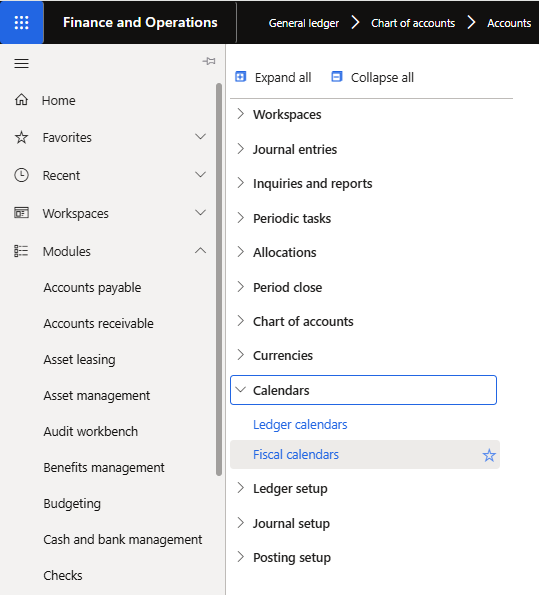 Finance and Operations
General ledger
Chart of accounts
Accounts
Home
Favorites
Recent
Workspaces
Modules
Accounts payable
Accounts receivable
Asset leasing
Asset management
Audit workbench
Benefits management
Budgeting
Cash and bank management
Checks
Expand all
Collapse all
Workspaces
Journal entries
Inquiries and reports
Periodic tasks
Allocations
Period close
Chart of accounts
Currencies
Calendars
Ledger calendars
Fiscal calendars
Ledger setup
Journal setup
Posting setup